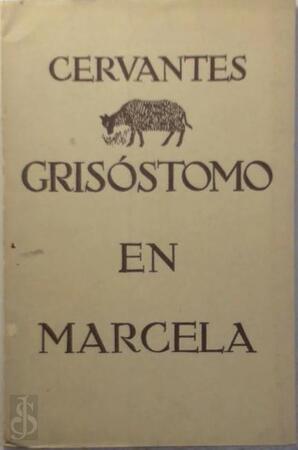 CERVANTES
GRISÓSTOMO
EN
MARCELA